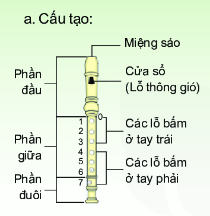 a. Cấu tạo:
Miệng sáo
Phần
đầu
Cửa sổ
(Lỗ thông gió)
0
1
2
3
4
5
6
7
Phần
giữa
Các lỗ bấm
ở tay trái
Các lỗ bấm
ở tay phải
Phần
đuôi